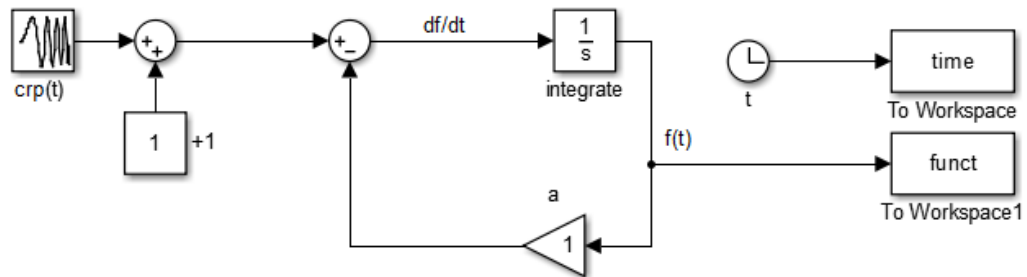 crp(t)
+ +
1
+1
+ −
df/dt
1
s
integrate
t
time
To Workspace
f(t)
funct
To Workspace1
a
1